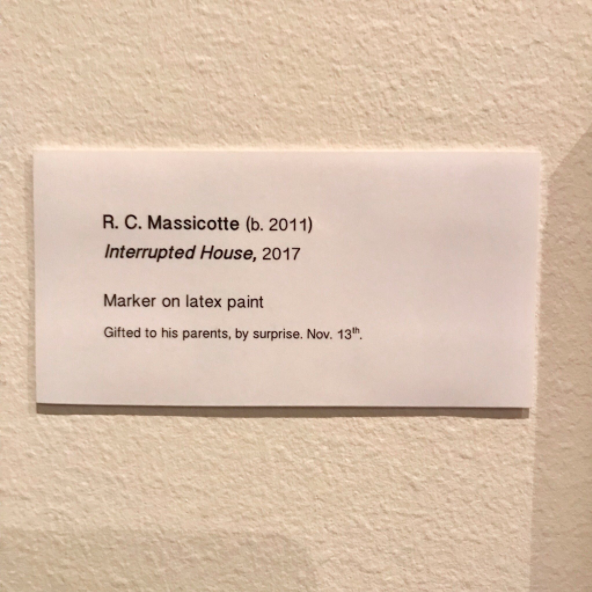 R. C. Massicotte (b. 2011)
Interrupted House, 2017
Marker on latex paint
Gifted to his parents, by surprise. Nov. 13th.